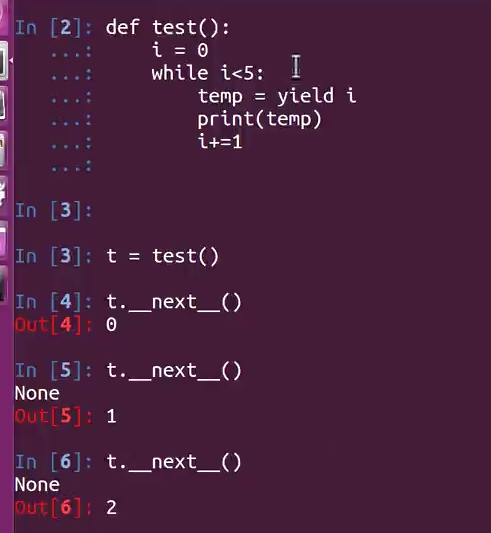 In [2]: def test():
   ...:     i = 0
   ...:     while i<5:
   ...:         temp = yield i
   ...:         print(temp)
   ...:         i+=1
   ...:
In [3]:
In [3]: t = test()
In [4]: t.__next__()
Out[4]: 0
In [5]: t.__next__()
None
Out[5]: 1
In [6]: t.__next__()
None
Out[6]: 2